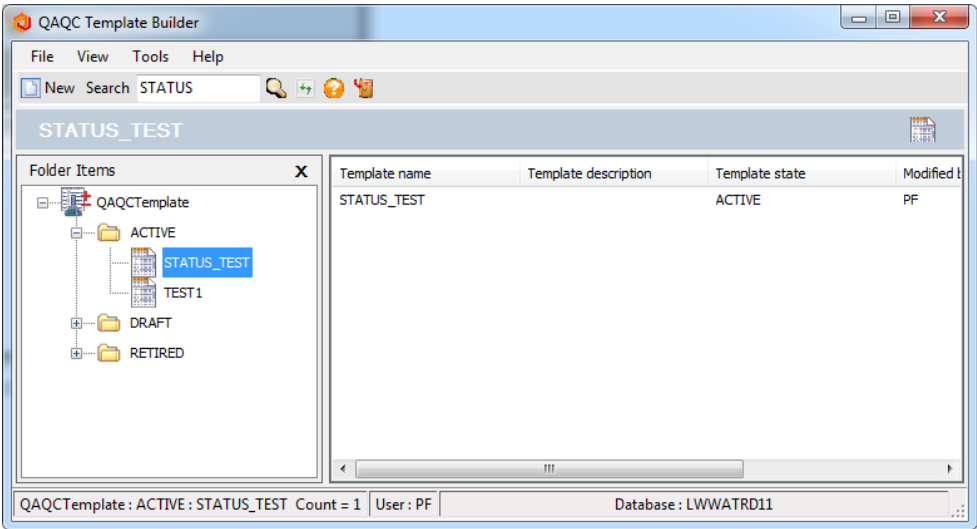 QAQC Template Builder
File View Tools Help
New Search STATUS
STATUS_TEST
Folder Items X
Template name Template description Template state Modified b
QAQCTemplate
STATUS_TEST ACTIVE PF
ACTIVE
STATUS_TEST
TEST1
DRAFT
RETIRED
QAQCTemplate : ACTIVE : STATUS_TEST Count = 1 User : PF Database : LWWATRD11